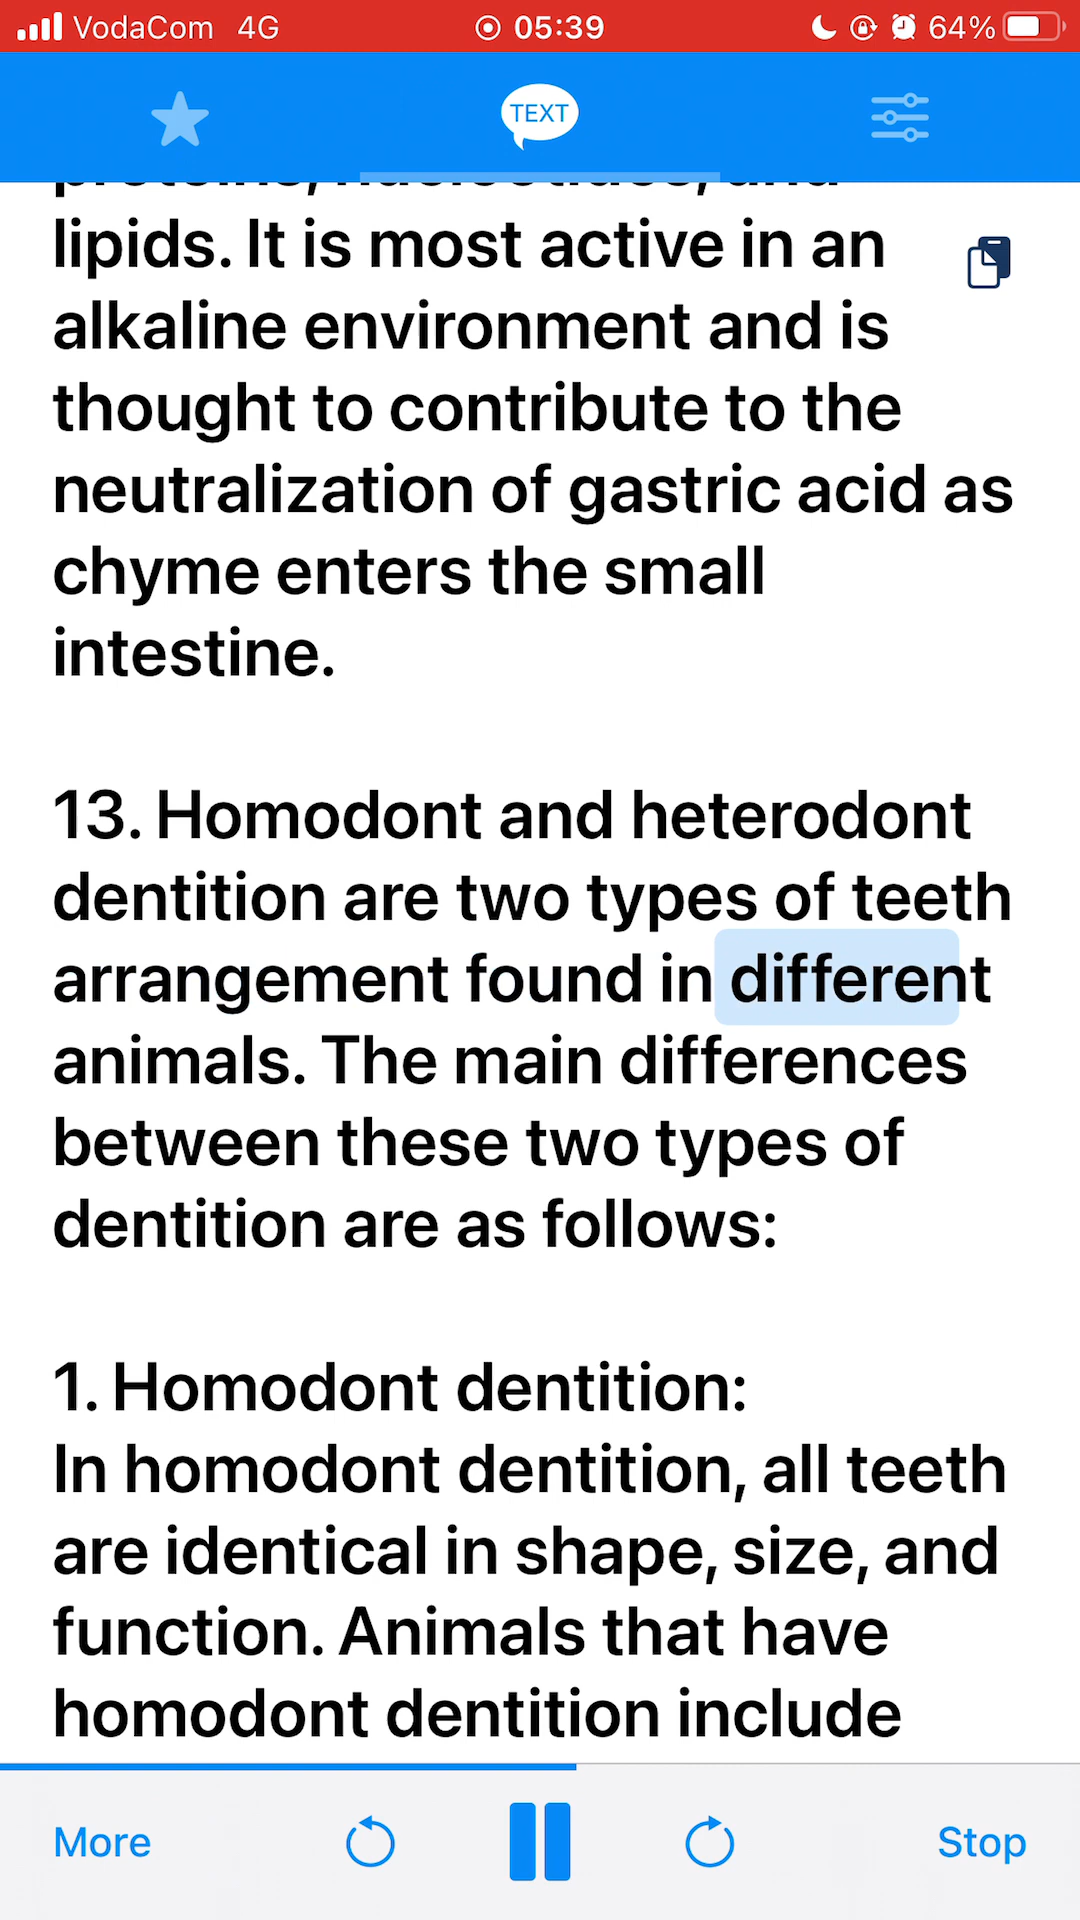 VodaCom 4G 05:39 64%
TEXT
lipids. It is most active in an
alkaline environment and is
thought to contribute to the
neutralization of gastric acid as
chyme enters the small
intestine.
13. Homodont and heterodont
dentition are two types of teeth
arrangement found in different
animals. The main differences
between these two types of
dentition are as follows:
1. Homodont dentition:
In homodont dentition, all teeth
are identical in shape, size, and
function. Animals that have
homodont dentition include
More Stop